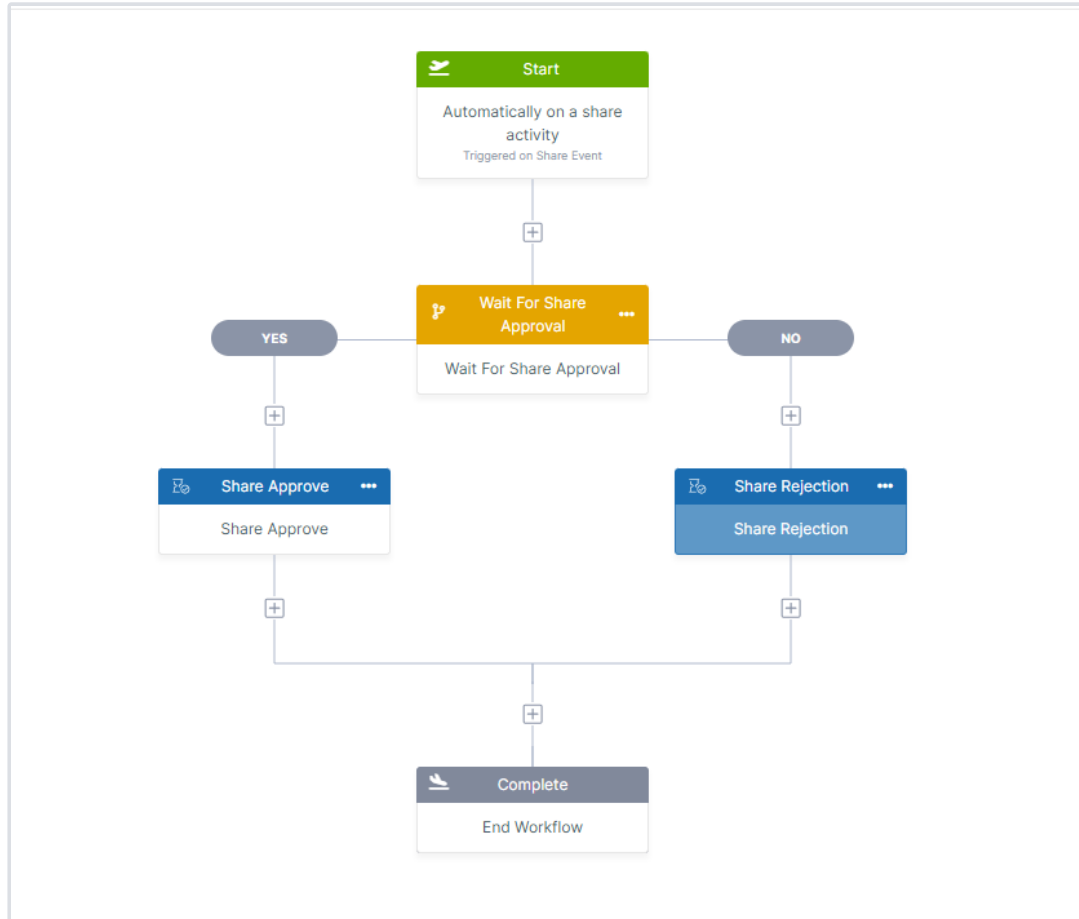 Start
Automatically on a share
activity
Triggered on Share Event
Wait For Share
Approval
Wait For Share Approval
YES
NO
Share Approve
Share Approve
Share Rejection
Share Rejection
Complete
End Workflow